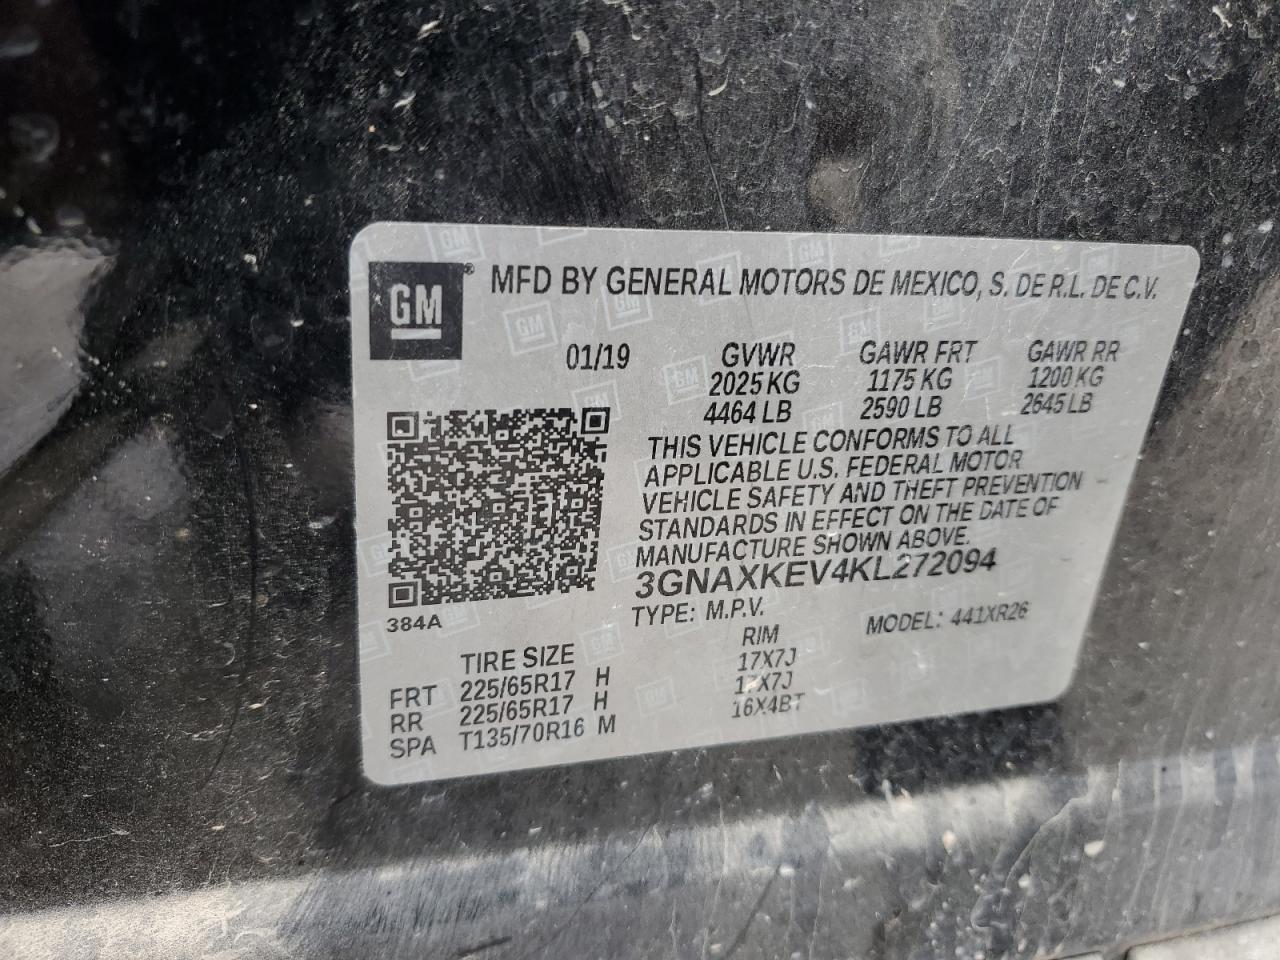 GM® MFD BY GENERAL MOTORS DE MEXICO, S. DE R.L. DE C.V.
01/19 GVWR GAWR FRT GAWR RR
2025 KG 1175 KG 1200 KG
4464 LB 2590 LB 2645 LB
THIS VEHICLE CONFORMS TO ALL
APPLICABLE U.S. FEDERAL MOTOR
VEHICLE SAFETY AND THEFT PREVENTION
STANDARDS IN EFFECT ON THE DATE OF
MANUFACTURE SHOWN ABOVE.
3GNAXKEV4KL272094
384A TYPE: M.P.V. MODEL: 441XR26
TIRE SIZE RIM
FRT 225/65R17 H 17X7J
RR 225/65R17 H 17X7J
SPA T135/70R16 M 16X4BT